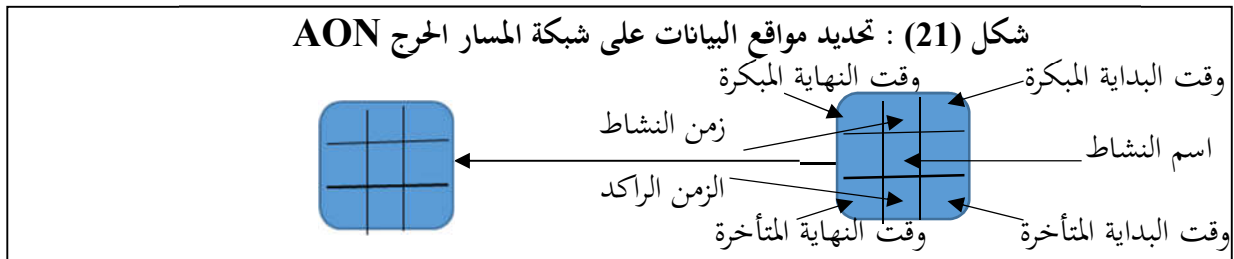 شكل (21) : تحديد مواقع البيانات على شبكة المسار الحرج AON
وقت البداية المبكرة
وقت النهاية المبكرة
زمن النشاط
اسم النشاط
الزمن الراكد
وقت البداية المتأخرة
وقت النهاية المتأخرة